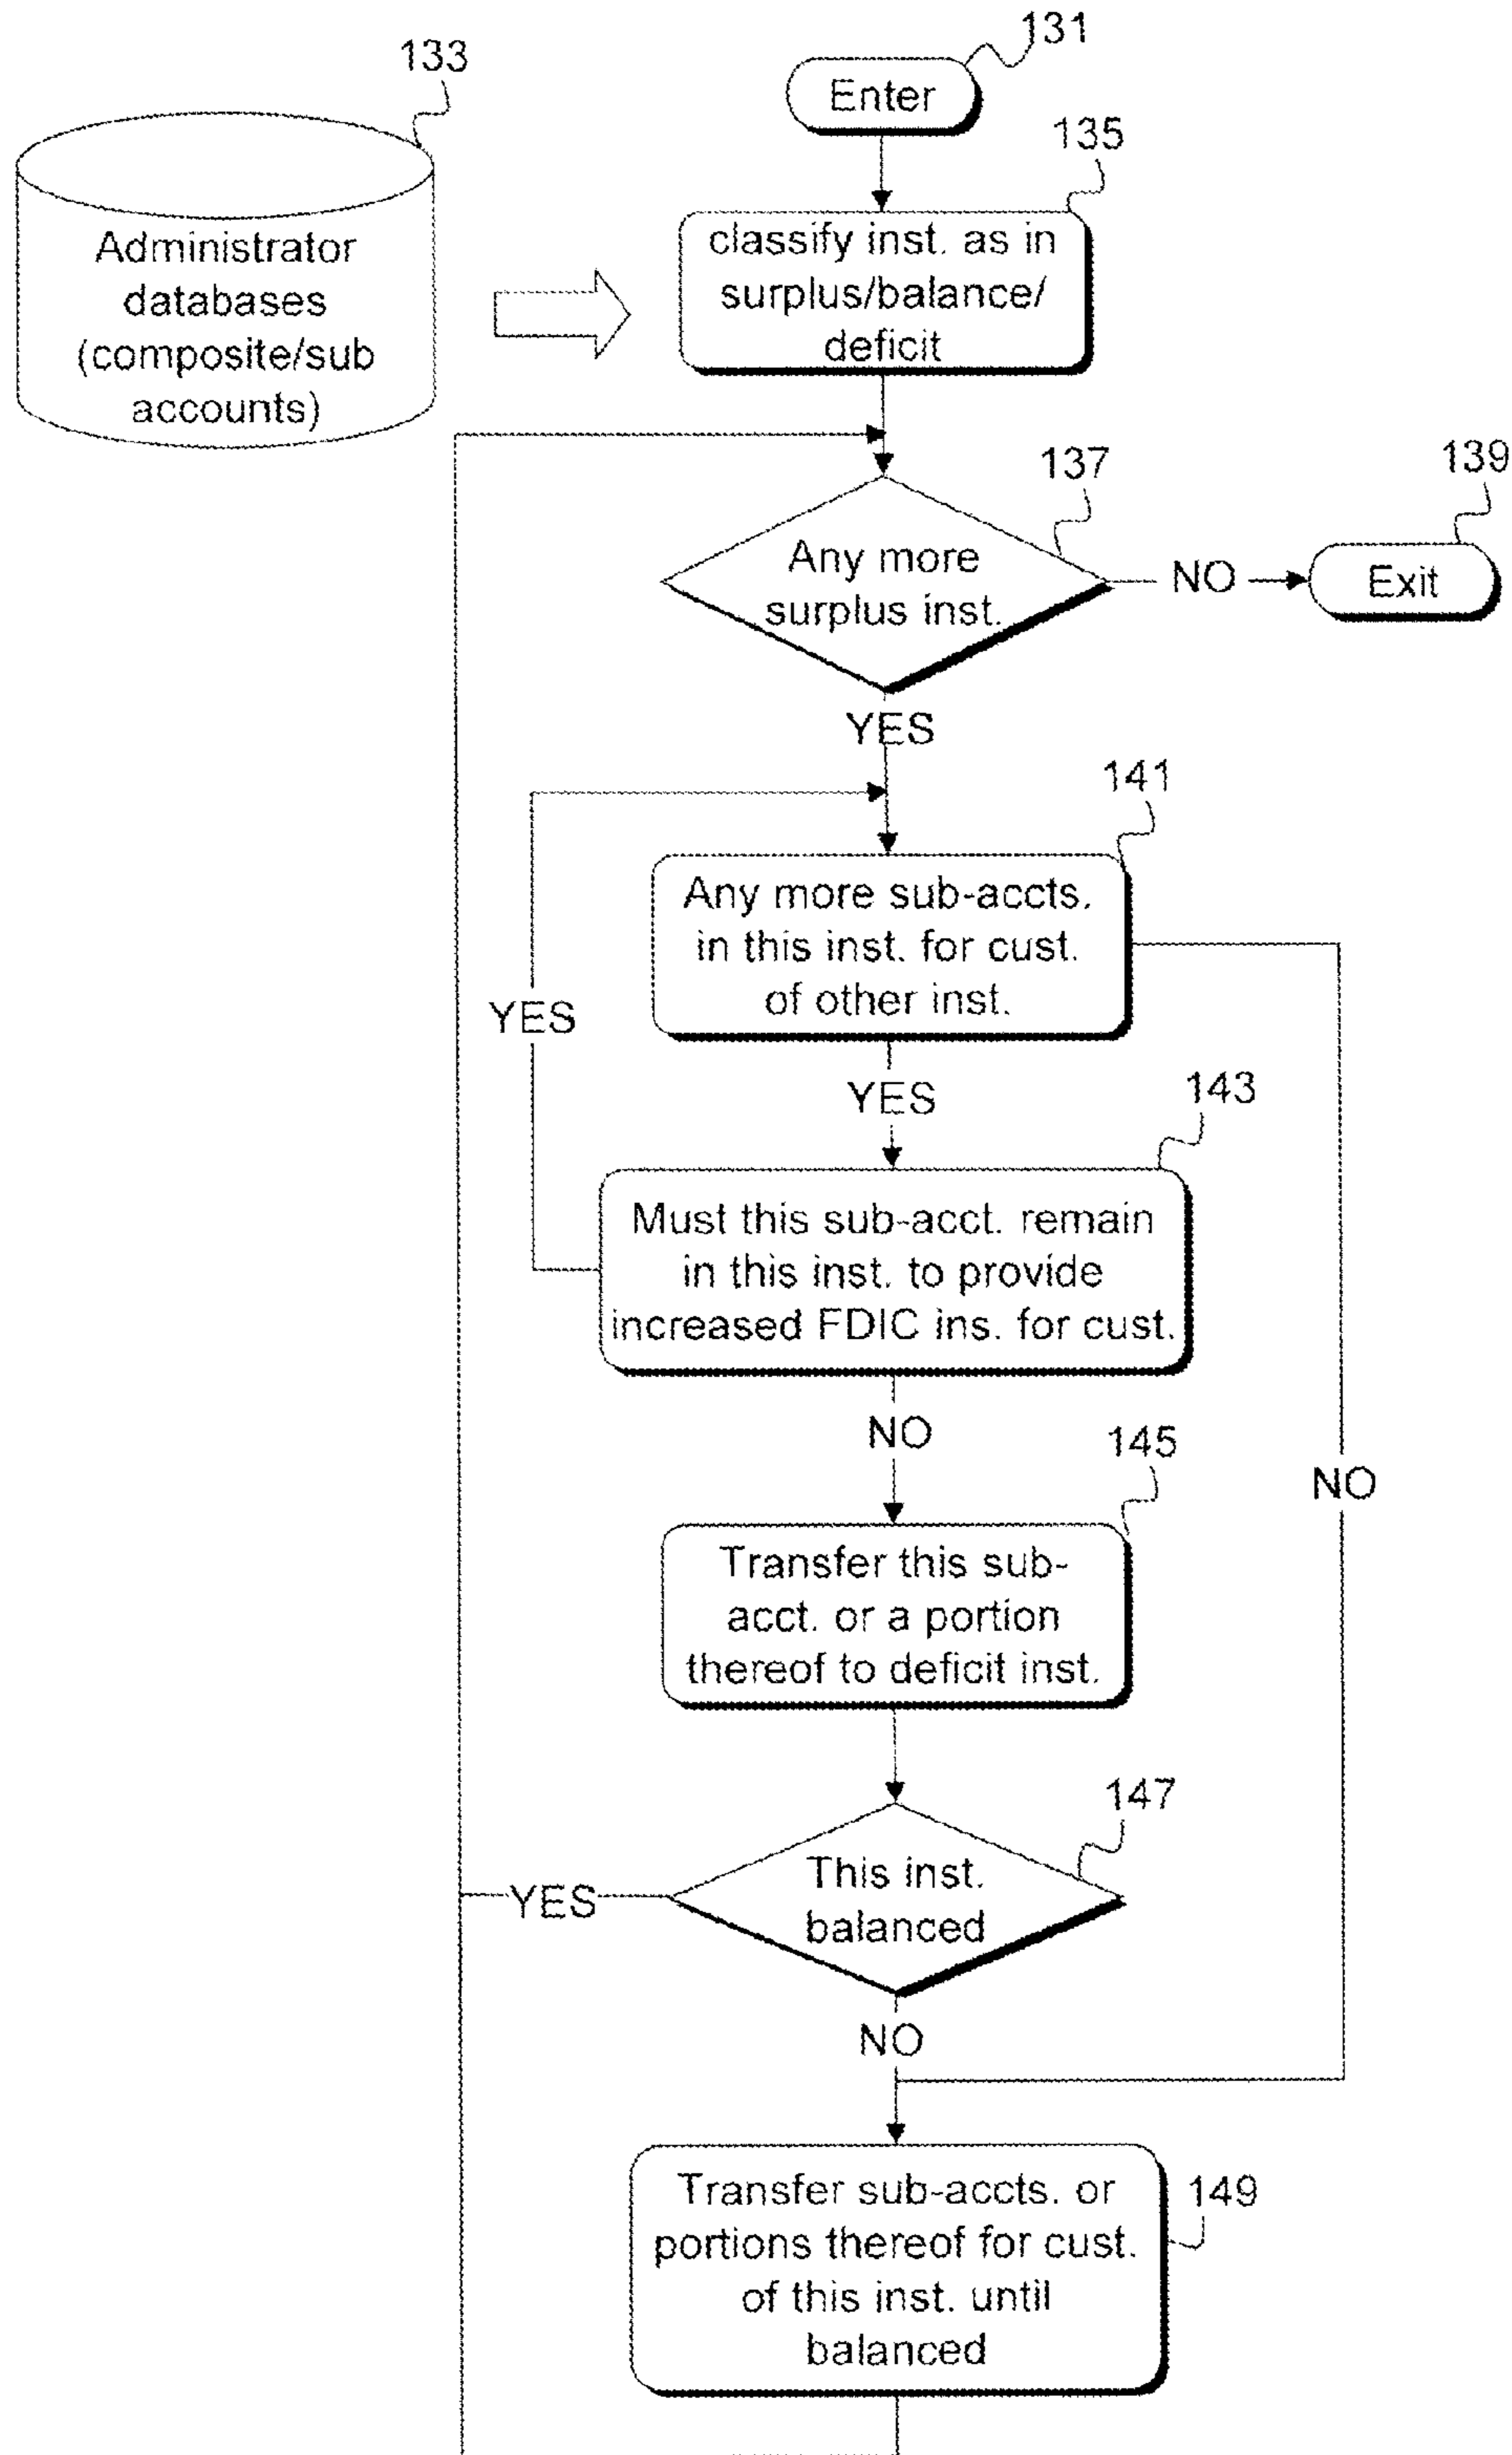 131
Enter
133
Administrator
databases
(composite/sub
accounts)
135
classify inst. as in
surplus/balance/
deficit
137
Any more
surplus inst.
NO
139
Exit
YES
141
Any more sub-accts.
in this inst. for cust.
of other inst.
YES
YES
NO
143
Must this sub-acct. remain
in this inst. to provide
increased FDIC ins. for cust.
NO
145
Transfer this sub-
acct. or a portion
thereof to deficit inst.
147
This inst.
balanced
YES
NO
149
Transfer sub-accts. or
portions thereof for cust.
of this inst. until
balanced